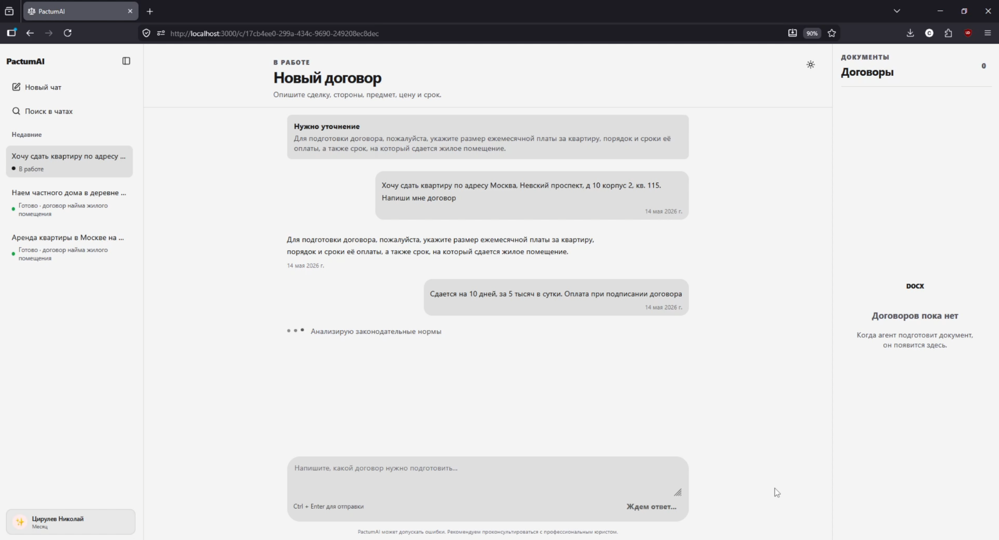 PactumAI
http://localhost:3000/c/17cb4ee0-299a-434c-9690-249208ec8dec
90%
C
UD
PactumAI
Новый чат
Поиск в чатах
Недавние
Хочу сдать квартиру по адресу ...
В работе
Наем частного дома в деревне ...
Готово · договор найма жилого
помещения
Аренда квартиры в Москве на ...
Готово · договор найма жилого
помещения
Цирулев Николай
Месяц
В РАБОТЕ
Новый договор
Опишите сделку, стороны, предмет, цену и срок.
Нужно уточнение
Для подготовки договора, пожалуйста, укажите размер ежемесячной платы за квартиру, порядок и сроки её
оплаты, а также срок, на который сдается жилое помещение.
Хочу сдать квартиру по адресу Москва, Невский проспект, д 10 корпус 2, кв. 115.
Напиши мне договор
14 мая 2026 г.
Для подготовки договора, пожалуйста, укажите размер ежемесячной платы за квартиру,
порядок и сроки её оплаты, а также срок, на который сдается жилое помещение.
14 мая 2026 г.
Сдается на 10 дней, за 5 тысяч в сутки. Оплата при подписании договора
14 мая 2026 г.
Анализирую законодательные нормы
Напишите, какой договор нужно подготовить...
Ctrl + Enter для отправки
Ждем ответ...
PactumAI может допускать ошибки. Рекомендуем проконсультироваться с профессиональным юристом.
ДОКУМЕНТЫ
Договоры
0
DOCX
Договоров пока нет
Когда агент подготовит документ,
он появится здесь.